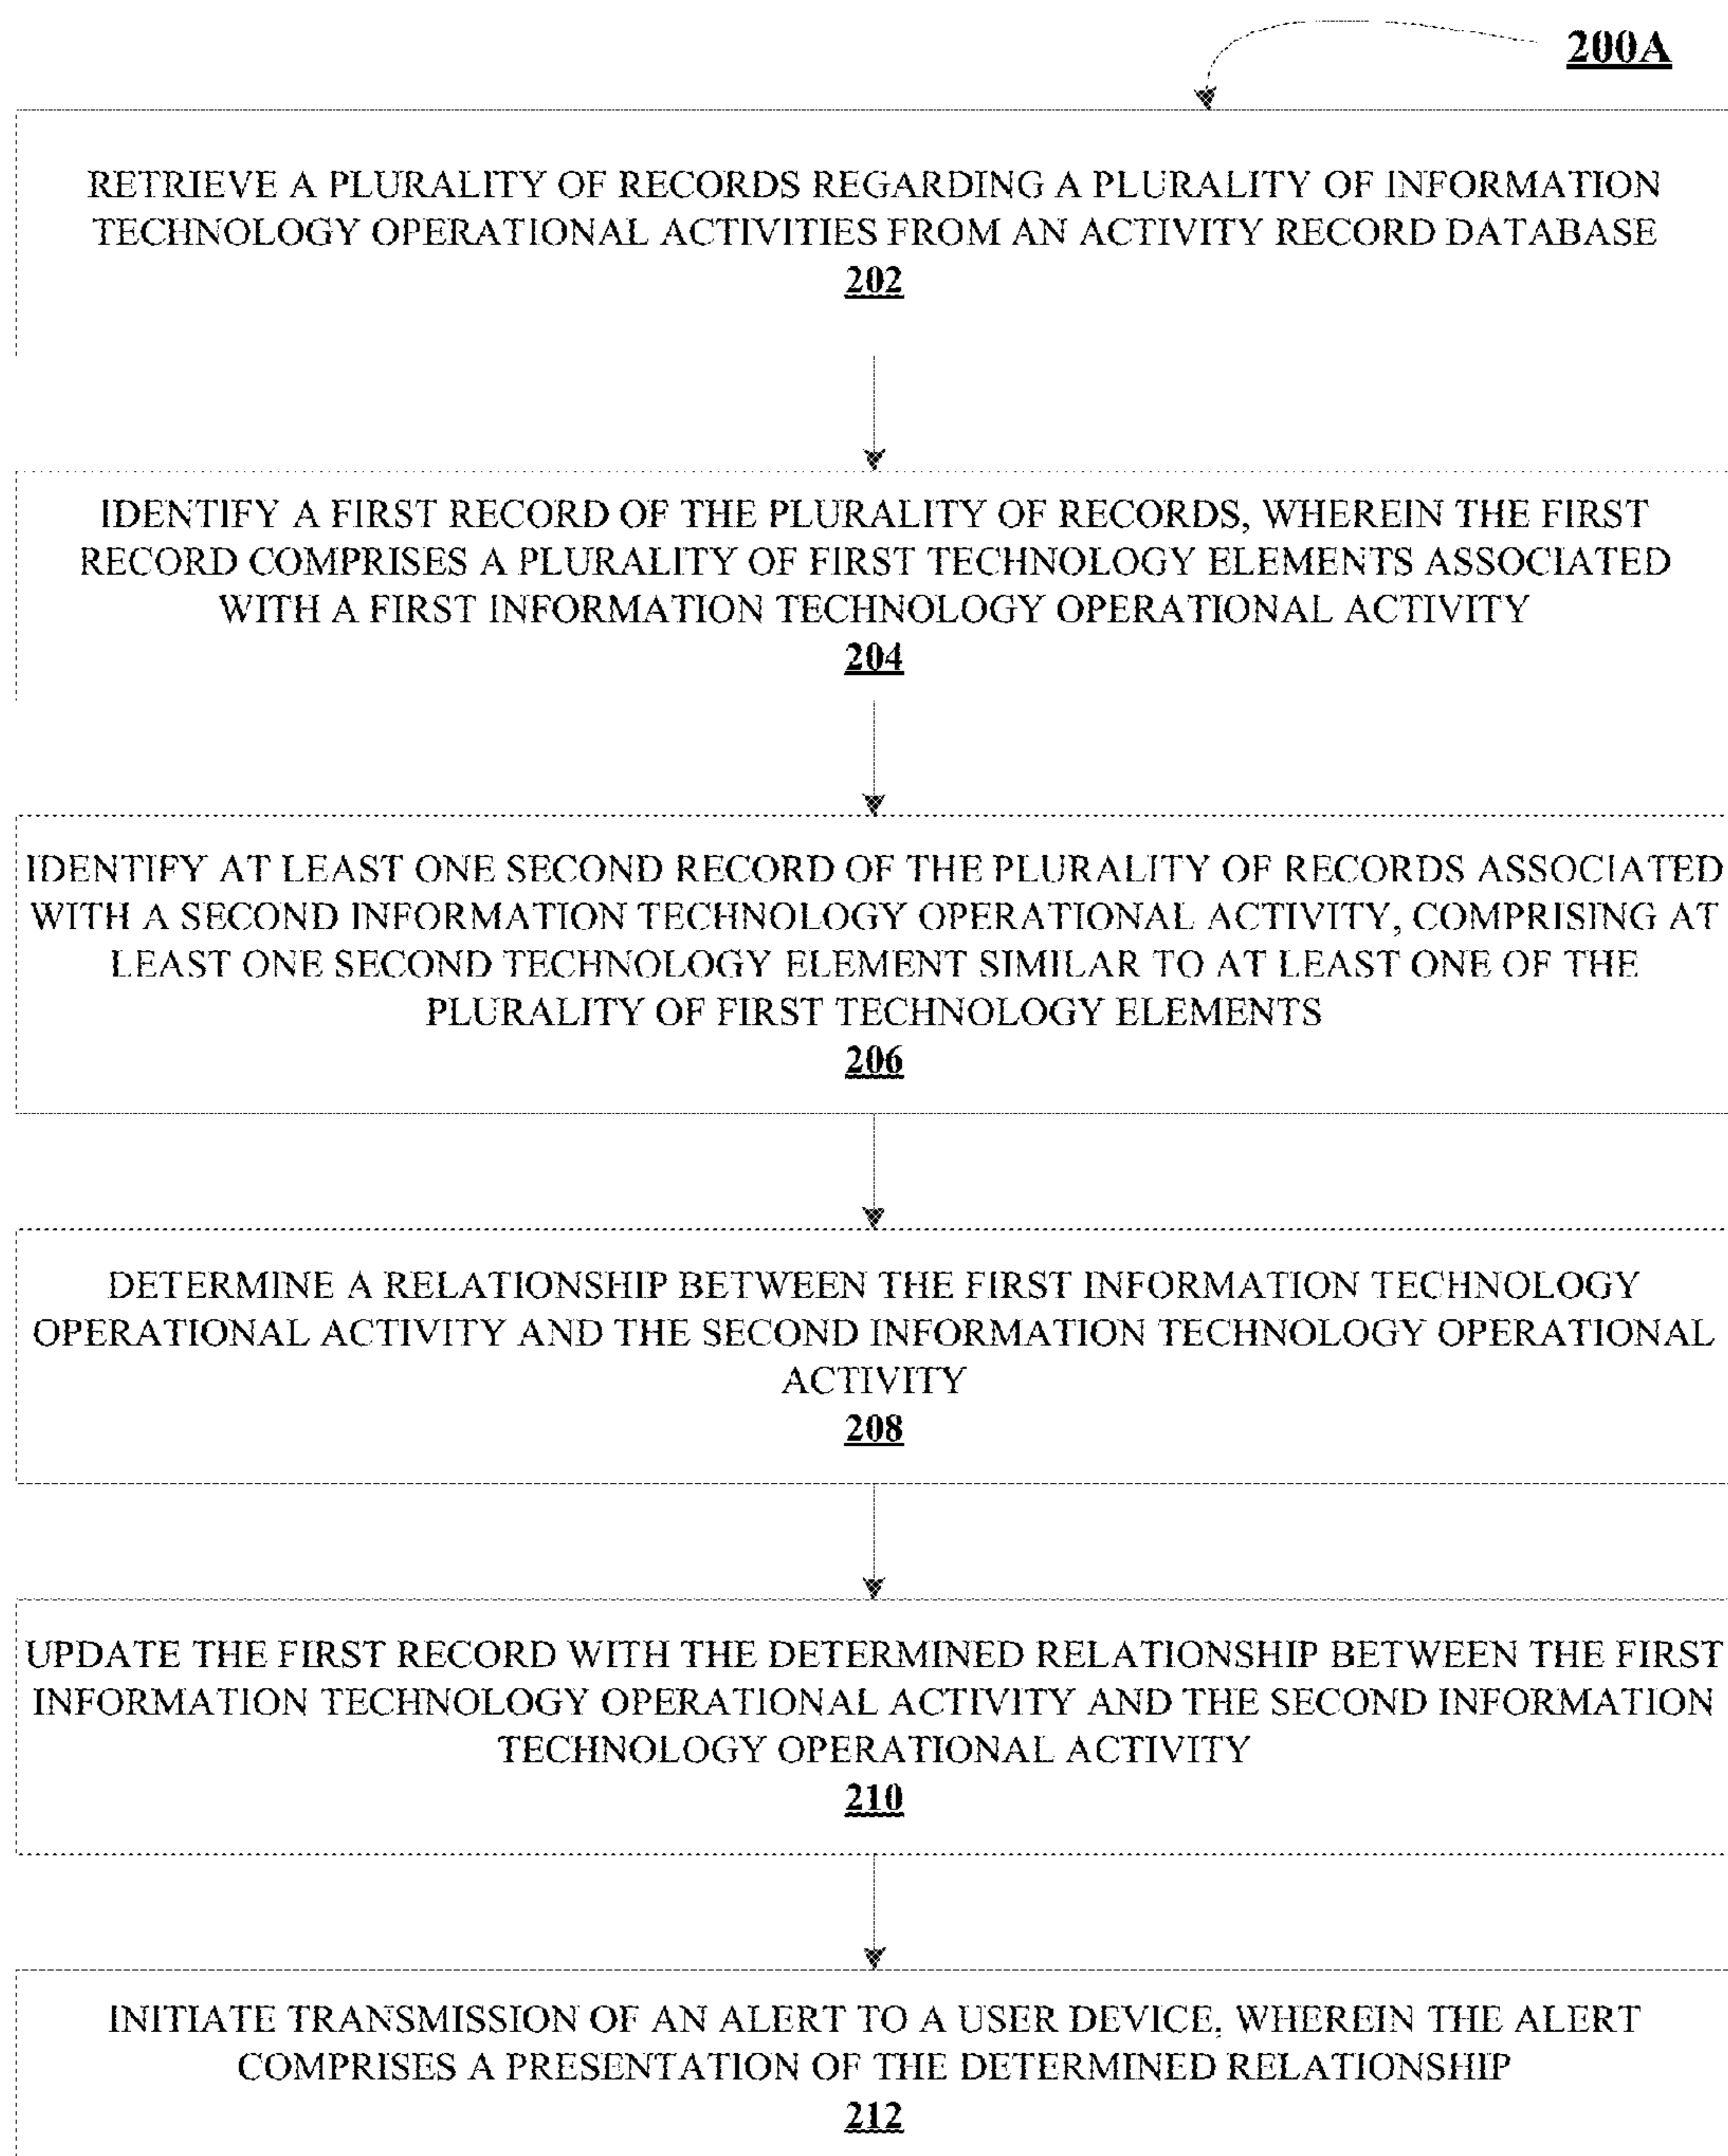 200A
RETRIEVE A PLURALITY OF RECORDS REGARDING A PLURALITY OF INFORMATION
TECHNOLOGY OPERATIONAL ACTIVITIES FROM AN ACTIVITY RECORD DATABASE
202
IDENTIFY A FIRST RECORD OF THE PLURALITY OF RECORDS, WHEREIN THE FIRST
RECORD COMPRISES A PLURALITY OF FIRST TECHNOLOGY ELEMENTS ASSOCIATED
WITH A FIRST INFORMATION TECHNOLOGY OPERATIONAL ACTIVITY
204
IDENTIFY AT LEAST ONE SECOND RECORD OF THE PLURALITY OF RECORDS ASSOCIATED
WITH A SECOND INFORMATION TECHNOLOGY OPERATIONAL ACTIVITY, COMPRISING AT
LEAST ONE SECOND TECHNOLOGY ELEMENT SIMILAR TO AT LEAST ONE OF THE
PLURALITY OF FIRST TECHNOLOGY ELEMENTS
206
DETERMINE A RELATIONSHIP BETWEEN THE FIRST INFORMATION TECHNOLOGY
OPERATIONAL ACTIVITY AND THE SECOND INFORMATION TECHNOLOGY OPERATIONAL
ACTIVITY
208
UPDATE THE FIRST RECORD WITH THE DETERMINED RELATIONSHIP BETWEEN THE FIRST
INFORMATION TECHNOLOGY OPERATIONAL ACTIVITY AND THE SECOND INFORMATION
TECHNOLOGY OPERATIONAL ACTIVITY
210
INITIATE TRANSMISSION OF AN ALERT TO A USER DEVICE, WHEREIN THE ALERT
COMPRISES A PRESENTATION OF THE DETERMINED RELATIONSHIP
212